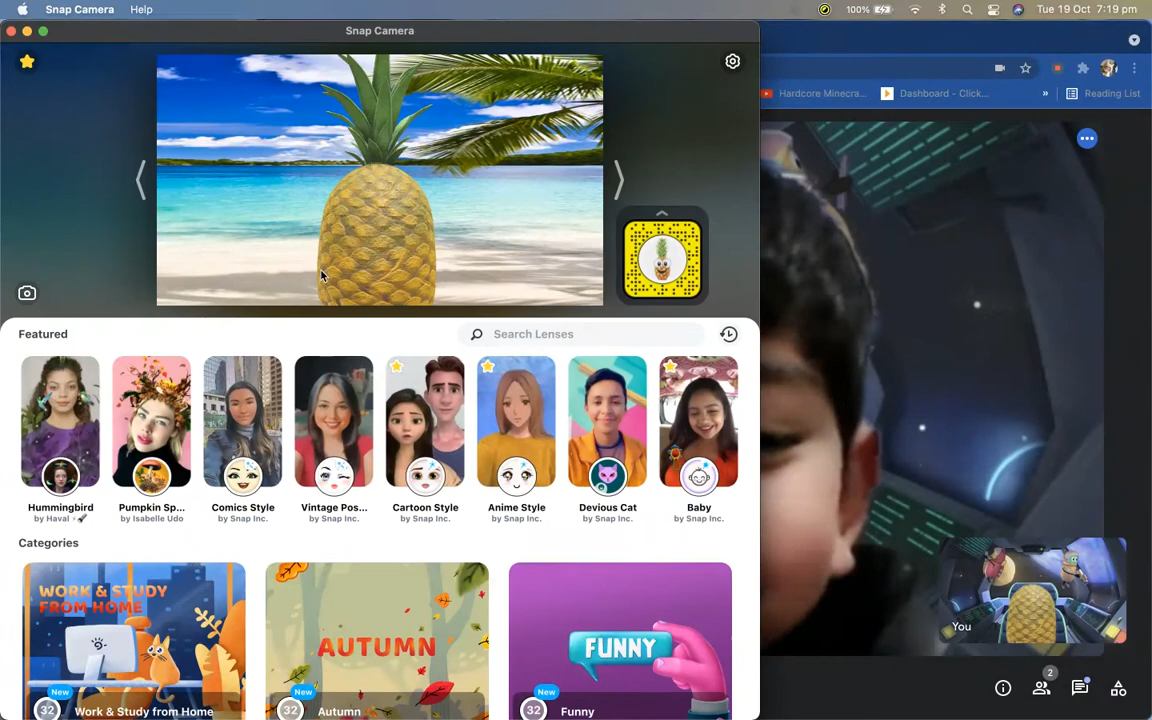 Snap Camera Help 100% Tue 19 Oct 7:19 pm
Snap Camera
Hardcore Minecra... Dashboard - Click... » Reading List
Featured
Search Lenses
Hummingbird
by Haval
Pumpkin Sp...
by Isabelle Udo
Comics Style
by Snap Inc.
Vintage Pos...
by Snap Inc.
Cartoon Style
by Snap Inc.
Anime Style
by Snap Inc.
Devious Cat
by Snap Inc.
Baby
by Snap Inc.
Categories
WORK & STUDY
FROM HOME
New
32 Work & Study from Home
AUTUMN
New
32 Autumn
FUNNY
New
32 Funny
You
2